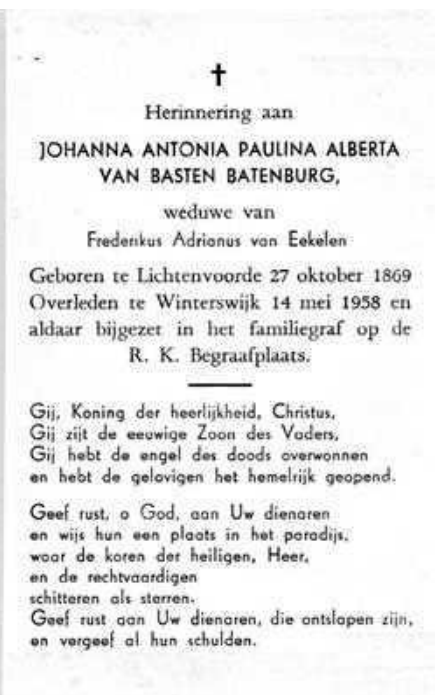 Herinnering aan
JOHANNA ANTONIA PAULINA ALBERTA
VAN BASTEN BATENBURG,
weduwe van
Frederikus Adrianus van Eekelen
Geboren te Lichtenvoorde 27 oktober 1869
Overleden te Winterswijk 14 mei 1958 en
aldaar bijgezet in het familiegraf op de
R. K. Begraafplaats.
Gij, Koning der heerlijkheid, Christus,
Gij zijt de eeuwige Zoon des Vaders,
Gij hebt de engel des doods overwonnen
en hebt de gelovigen het hemelrijk geopend.
Geef rust, o God, aan Uw dienaren
en wijs hun een plaats in het paradijs,
waar de koren der heiligen, Heer,
en de rechtvaardigen
schitteren als sterren.
Geef rust aan Uw dienaren, die ontslapen zijn,
en vergeef al hun schulden.